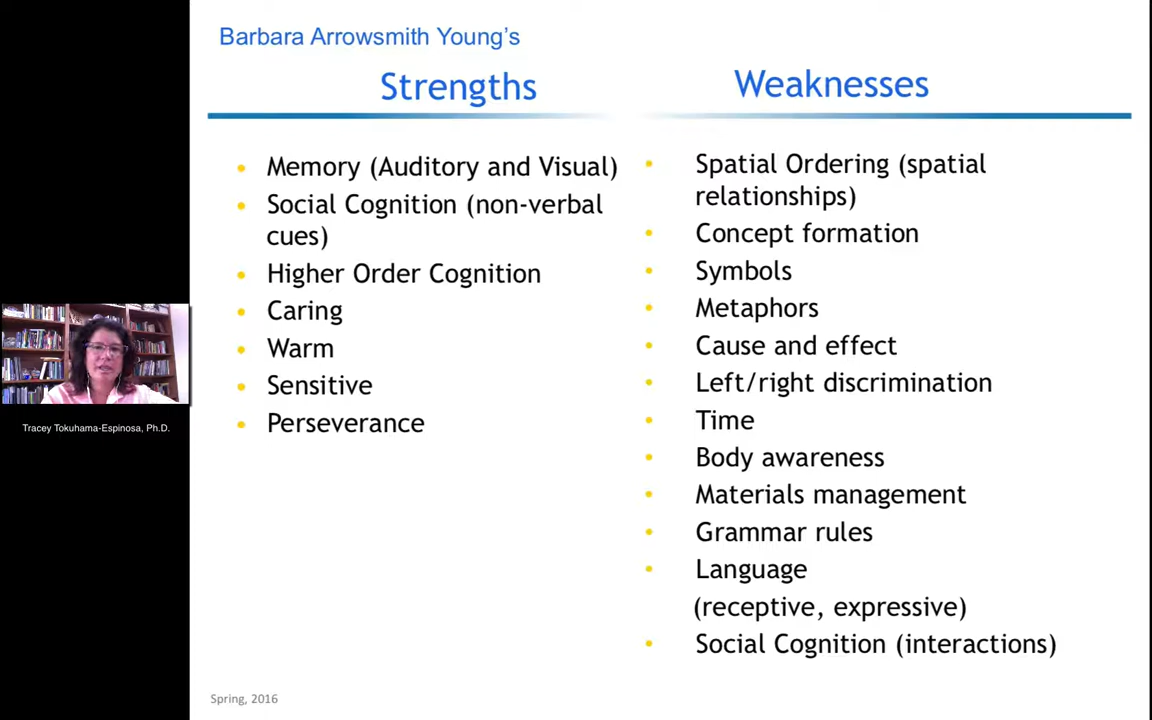 Barbara Arrowsmith Young's
Strengths
Memory (Auditory and Visual)
Social Cognition (non-verbal
cues)
Higher Order Cognition
Caring
Warm
Sensitive
Perseverance
Weaknesses
Spatial Ordering (spatial
relationships)
Concept formation
Symbols
Metaphors
Cause and effect
Left/right discrimination
Time
Body awareness
Materials management
Grammar rules
Language
(receptive, expressive)
Social Cognition (interactions)
Tracey Tokuhama-Espinosa, Ph.D.
Spring, 2016